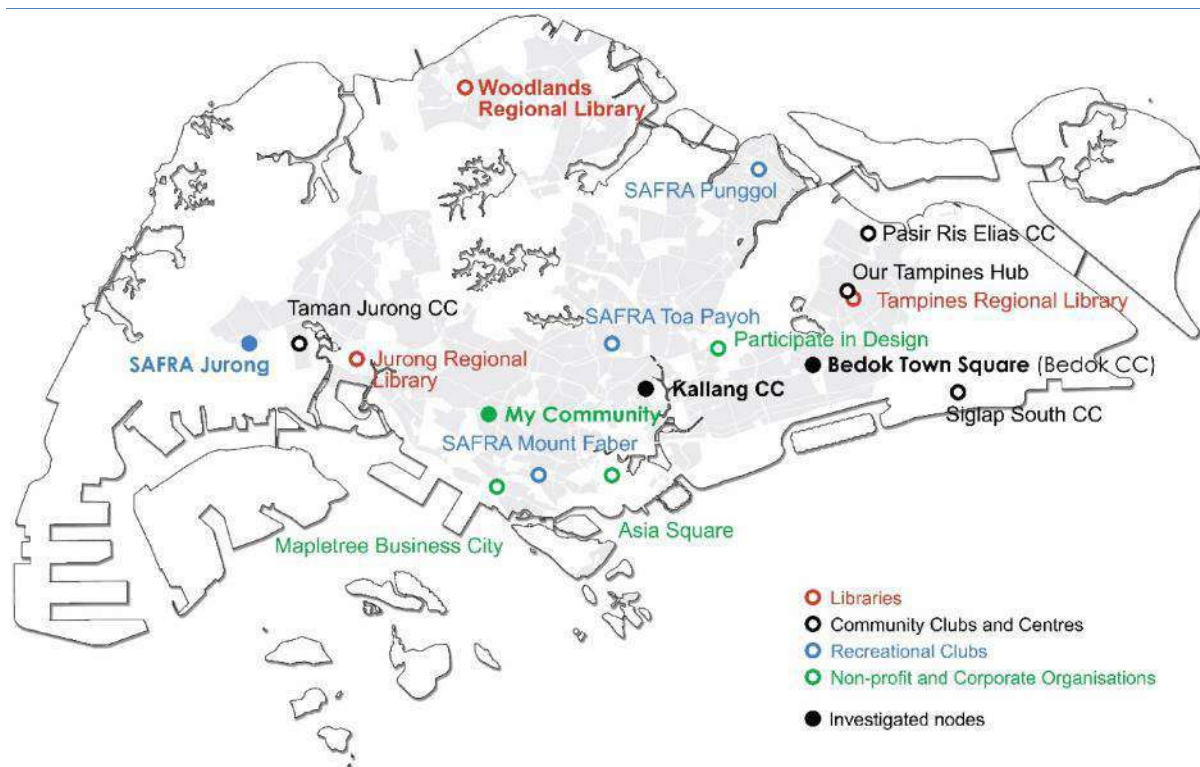 Woodlands
Regional Library
SAFRA Punggol
Pasir Ris Elias CC
Our Tampines Hub
Tampines Regional Library
Taman Jurong CC
SAFRA Toa Payoh
Participate in Design
SAFRA Jurong
Jurong Regional
Library
Bedok Town Square (Bedok CC)
Kallang CC
Siglap South CC
My Community
SAFRA Mount Faber
Asia Square
Mapletree Business City
Libraries
Community Clubs and Centres
Recreational Clubs
Non-profit and Corporate Organisations
Investigated nodes